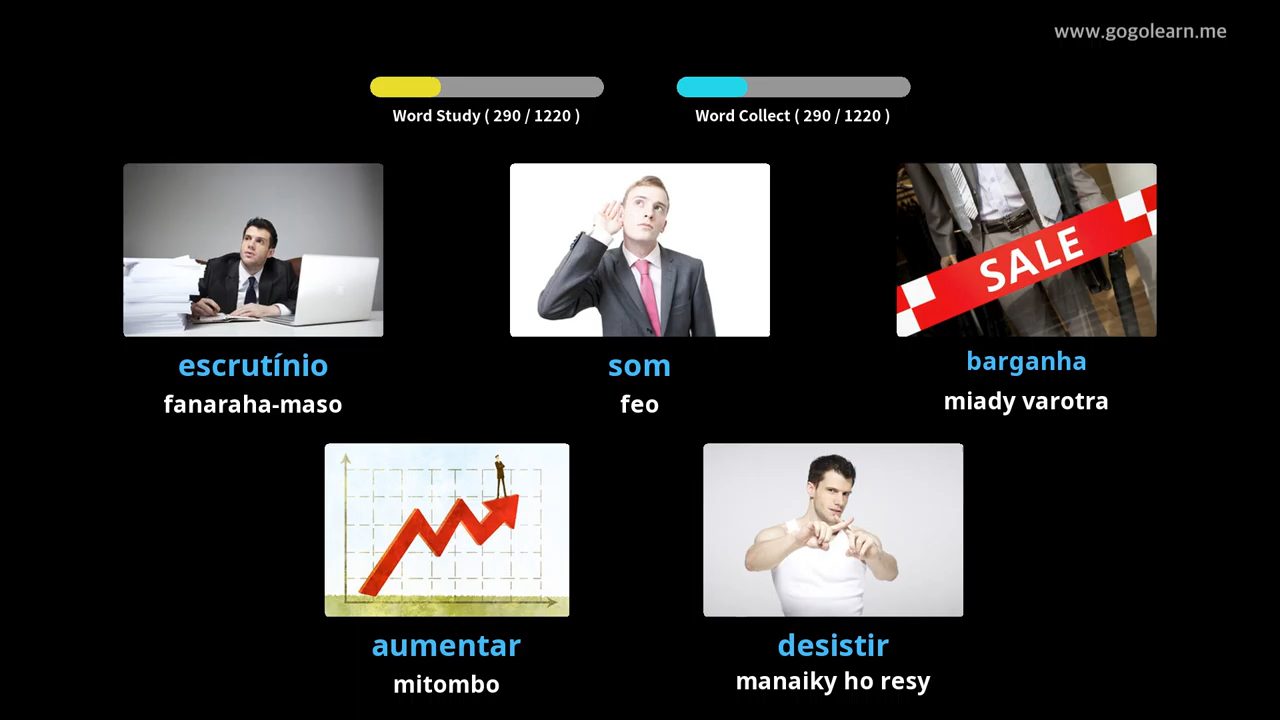 www.gogolearn.me
Word Study ( 290 / 1220 )
Word Collect ( 290 / 1220 )
SALE
escrutínio
fanaraha-maso
som
feo
barganha
miady varotra
aumentar
mitombo
desistir
manaiky ho resy